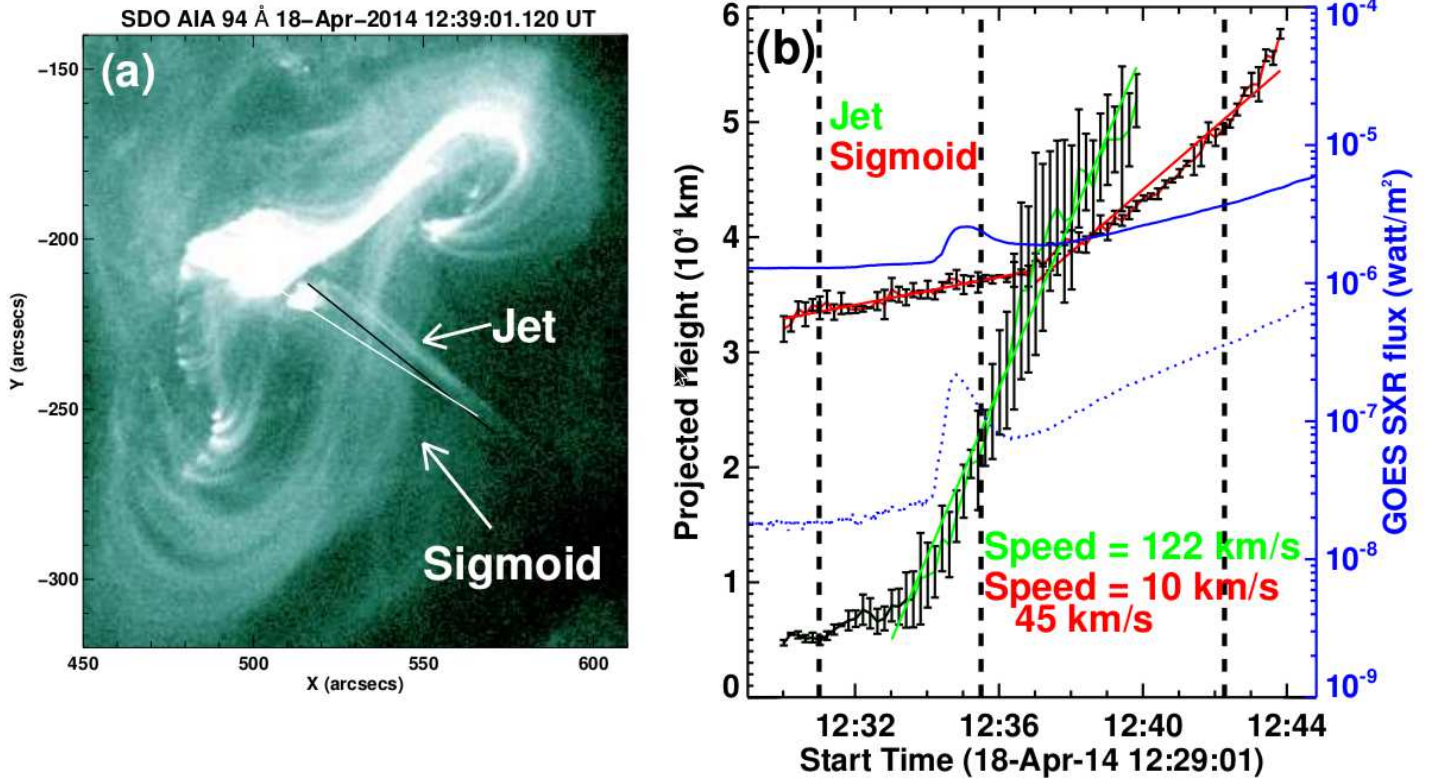 SDO AIA 94 Å 18-Apr-2014 12:39:01.120 UT
(a)
Jet
Sigmoid
-150
-200
-250
-300
Y (arcsecs)
450 500 550 600
X (arcsecs)
(b)
Jet
Sigmoid
Speed = 122 km/s
Speed = 10 km/s
45 km/s
6
5
4
3
2
1
0
Projected Height (10⁴ km)
10⁻⁴
10⁻⁵
10⁻⁶
10⁻⁷
10⁻⁸
10⁻⁹
GOES SXR flux (watt/m²)
12:32 12:36 12:40 12:44
Start Time (18-Apr-14 12:29:01)